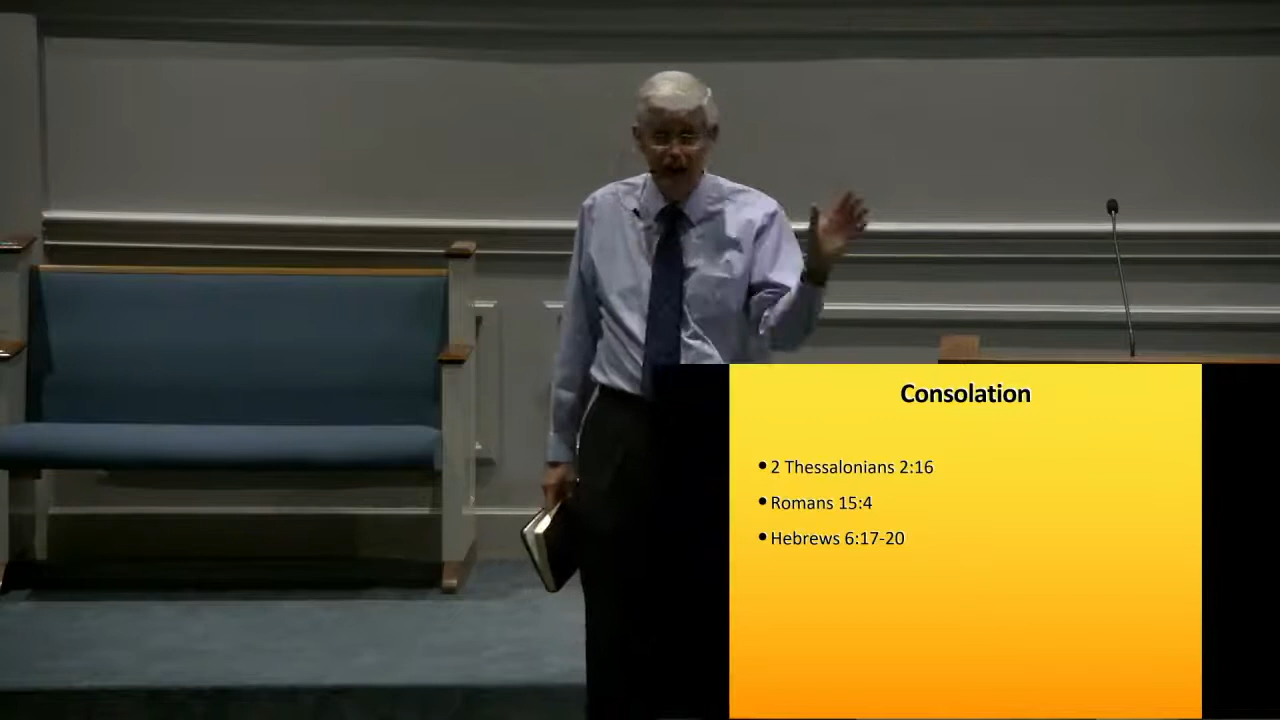 Consolation
• 2 Thessalonians 2:16
• Romans 15:4
• Hebrews 6:17-20